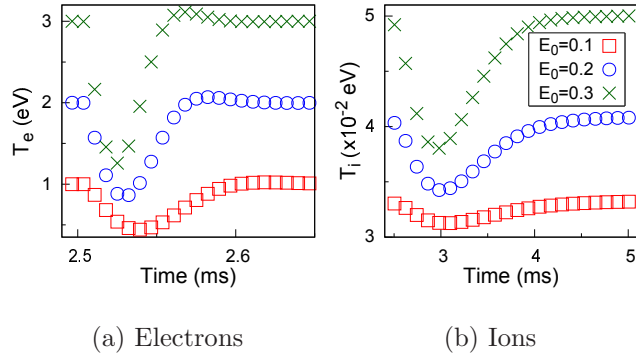 3
2
1
T_e (eV)
2.5
2.6
Time (ms)
5
4
3
T_i (×10^-2 eV)
E_0=0.1
E_0=0.2
E_0=0.3
3
4
5
Time (ms)
(a) Electrons
(b) Ions